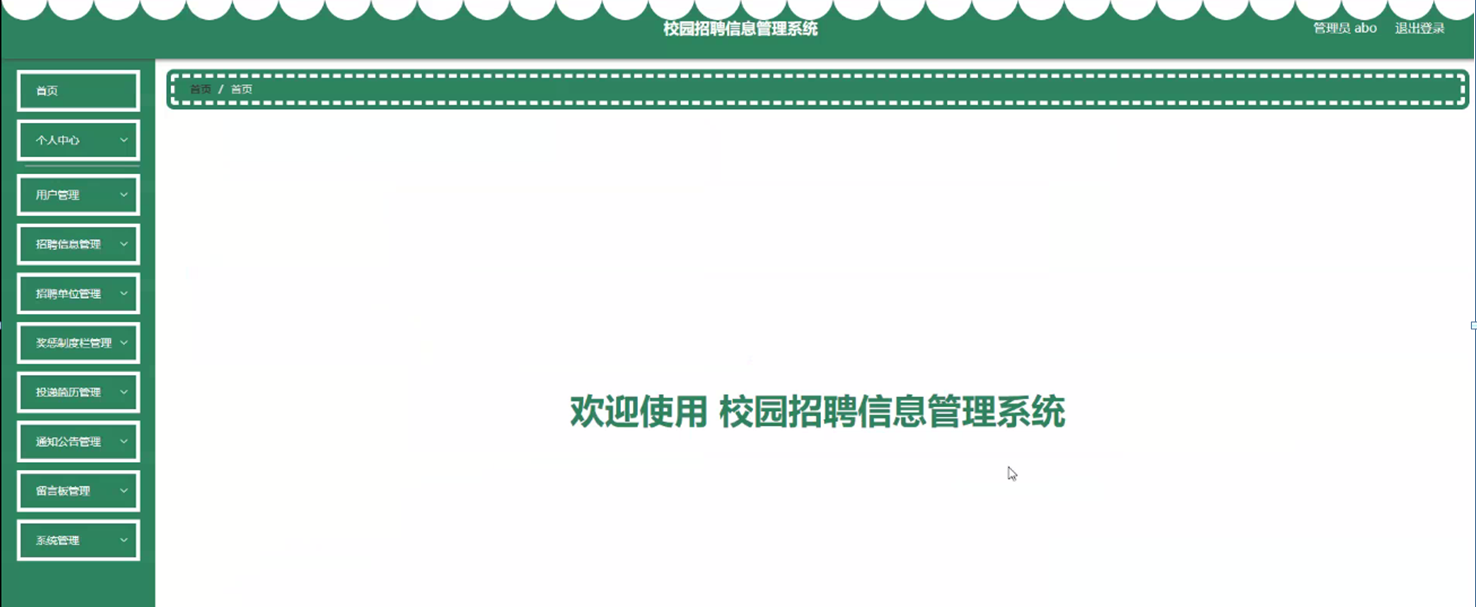 校园招聘信息管理系统
管理员 abo 退出登录
首页
个人中心
用户管理
招聘信息管理
招聘单位管理
奖惩制度栏管理
投递简历管理
通知公告管理
留言板管理
系统管理
首页 / 首页
欢迎使用 校园招聘信息管理系统